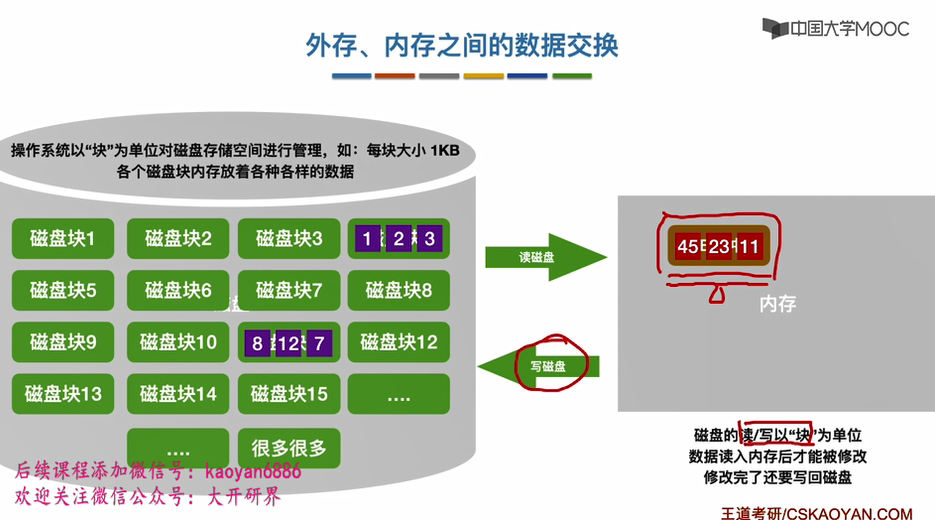 中国大学MOOC
外存、内存之间的数据交换
操作系统以“块”为单位对磁盘存储空间进行管理，如：每块大小 1KB
各个磁盘块内存放着各种各样的数据
磁盘块1 磁盘块2 磁盘块3 1 2 3
磁盘块5 磁盘块6 磁盘块7 磁盘块8
磁盘块9 磁盘块10 8 12 7 磁盘块12
磁盘块13 磁盘块14 磁盘块15 ....
.... 很多很多
读磁盘
写磁盘
45 23 11
内存
磁盘的读/写以“块”为单位
数据读入内存后才能被修改
修改完了还要写回磁盘
后续课程添加微信号：kaoyan6886
欢迎关注微信公众号：大开研界
王道考研/CSKAOYAN.COM